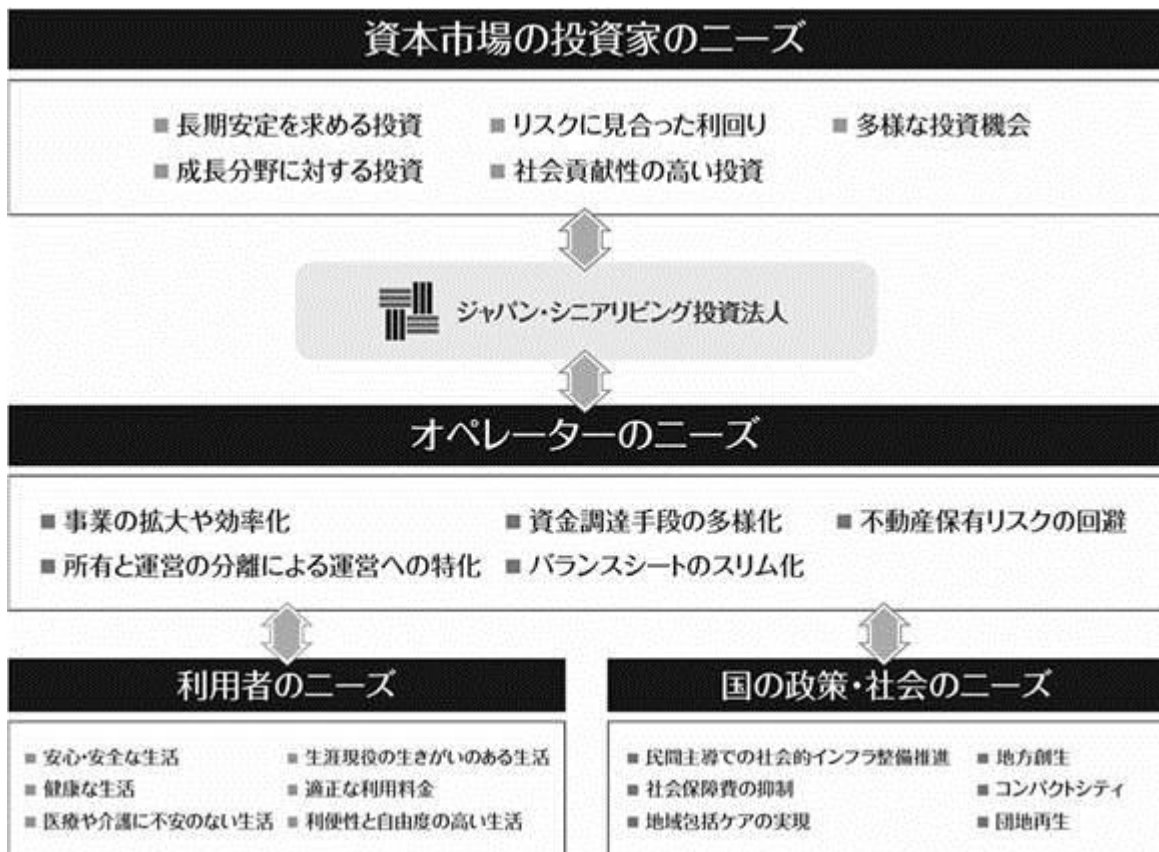 資本市場の投資家のニーズ
■ 長期安定を求める投資 ■ リスクに見合った利回り ■ 多様な投資機会
■ 成長分野に対する投資 ■ 社会貢献性の高い投資
ジャパン・シニアリビング投資法人
オペレーターのニーズ
■ 事業の拡大や効率化 ■ 資金調達手段の多様化 ■ 不動産保有リスクの回避
■ 所有と運営の分離による運営への特化 ■ バランスシートのスリム化
利用者のニーズ
■ 安心・安全な生活 ■ 生涯現役の生きがいのある生活
■ 健康な生活 ■ 適正な利用料金
■ 医療や介護に不安のない生活 ■ 利便性と自由度の高い生活
国の政策・社会のニーズ
■ 民間主導での社会的インフラ整備推進 ■ 地方創生
■ 社会保障費の抑制 ■ コンパクトシティ
■ 地域包括ケアの実現 ■ 団地再生